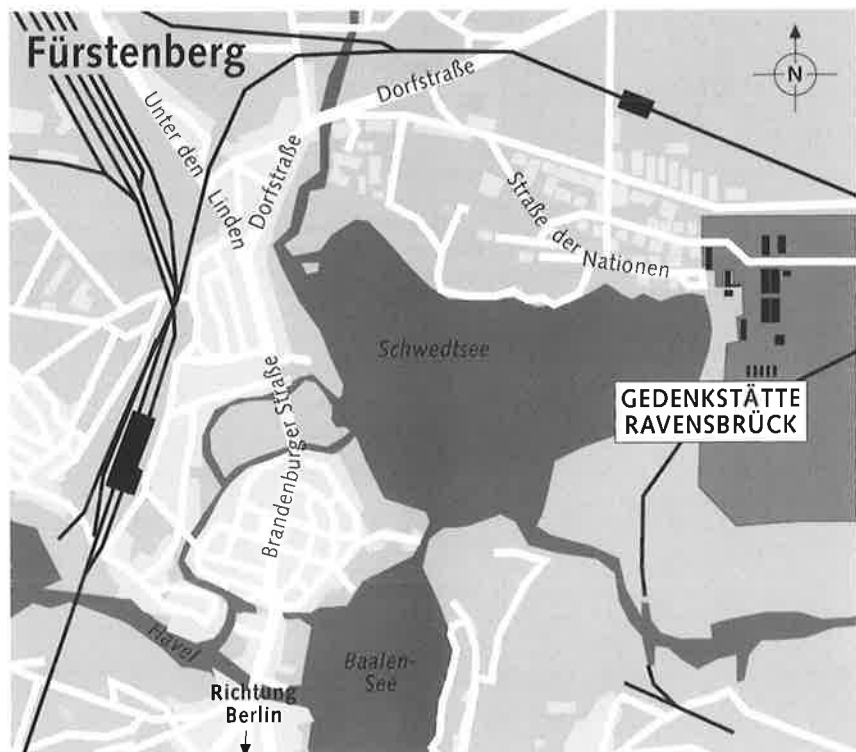 Fürstenberg
N
Dorfstraße
Unter den Linden
Dorfstraße
Straße der Nationen
Schwedtsee
Brandenburger Straße
GEDENKSTÄTTE
RAVENSBRÜCK
Havel
Baalen-
See
Richtung
Berlin